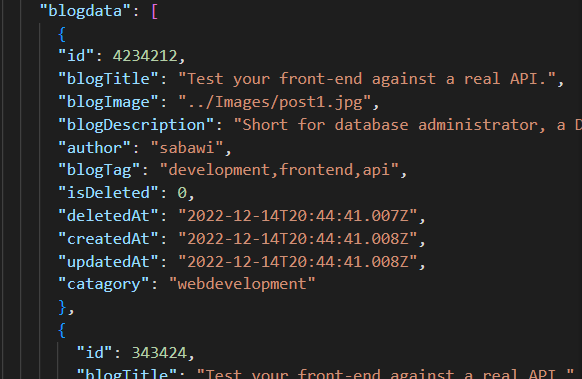 "blogdata": [
{
"id": 4234212,
"blogTitle": "Test your front-end against a real API.",
"blogImage": "../Images/post1.jpg",
"blogDescription": "Short for database administrator, a D
"author": "sabawi",
"blogTag": "development,frontend,api",
"isDeleted": 0,
"deletedAt": "2022-12-14T20:44:41.007Z",
"createdAt": "2022-12-14T20:44:41.008Z",
"updatedAt": "2022-12-14T20:44:41.008Z",
"catagory": "webdevelopment"
},
{
"id": 343424,
"blogTitle": "Test your front-end against a real API."